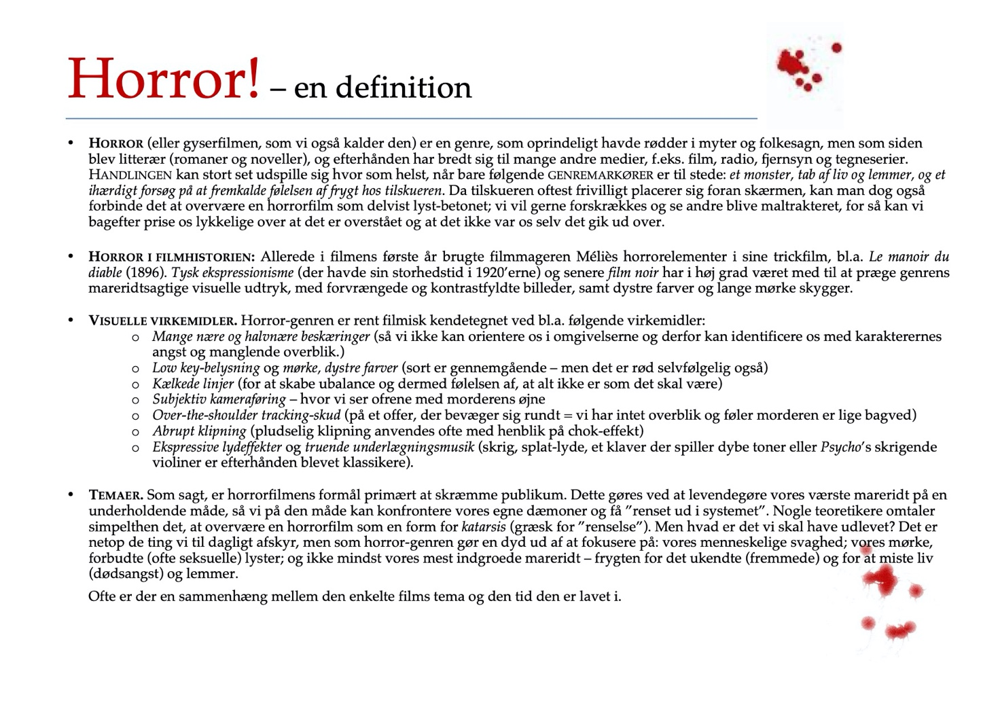 Horror! – en definition
• HORROR (eller gyserfilmen, som vi også kalder den) er en genre, som oprindeligt havde rødder i myter og folkesagn, men som siden
blev litterær (romaner og noveller), og efterhånden har bredt sig til mange andre medier, f.eks. film, radio, fjernsyn og tegneserier.
HANDLINGEN kan stort set udspille sig hvor som helst, når bare følgende GENREMARKØRER er til stede: et monster, tab af liv og lemmer, og et
ihærdigt forsøg på at fremkalde følelsen af frygt hos tilskueren. Da tilskueren oftest frivilligt placerer sig foran skærmen, kan man dog også
forbinde det at overvære en horrorfilm som delvist lyst-betonet; vi vil gerne forskrækkes og se andre blive maltrakteret, for så kan vi
bagefter prise os lykkelige over at det er overstået og at det ikke var os selv det gik ud over.
• HORROR I FILMHISTORIEN: Allerede i filmens første år brugte filmmageren Méliès horrorelementer i sine trickfilm, bl.a. Le manoir du
diable (1896). Tysk ekspressionisme (der havde sin storhedstid i 1920’erne) og senere film noir har i høj grad været med til at præge genrens
mareridtsagtige visuelle udtryk, med forvrængede og kontrastfyldte billeder, samt dystre farver og lange mørke skygger.
• VISUELLE VIRKEMIDLER. Horror-genren er rent filmisk kendetegnet ved bl.a. følgende virkemidler:
o Mange nære og halvnære beskæringer (så vi ikke kan orientere os i omgivelserne og derfor kan identificere os med karakterernes
angst og manglende overblik.)
o Low key-belysning og mørke, dystre farver (sort er gennemgående – men det er rød selvfølgelig også)
o Kælkede linjer (for at skabe ubalance og dermed følelsen af, at alt ikke er som det skal være)
o Subjektiv kameraføring – hvor vi ser ofrene med morderens øjne
o Over-the-shoulder tracking-skud (på et offer, der bevæger sig rundt = vi har intet overblik og føler morderen er lige bagved)
o Abrupt klipning (pludselig klipning anvendes ofte med henblik på chok-effekt)
o Ekspressive lydeffekter og truende underlægningsmusik (skrig, splat-lyde, et klaver der spiller dybe toner eller Psycho’s skrigende
violiner er efterhånden blevet klassikere).
• TEMAER. Som sagt, er horrorfilmens formål primært at skræmme publikum. Dette gøres ved at levendegøre vores værste mareridt på en
underholdende måde, så vi på den måde kan konfrontere vores egne dæmoner og få ”renset ud i systemet”. Nogle teoretikere omtaler
simpelthen det, at overvære en horrorfilm som en form for katarsis (græsk for ”renselse”). Men hvad er det vi skal have udlevet? Det er
netop de ting vi til dagligt afskyr, men som horror-genren gør en dyd ud af at fokusere på: vores menneskelige svaghed; vores mørke,
forbudte (ofte seksuelle) lyster; og ikke mindst vores mest indgroede mareridt – frygten for det ukendte (fremmede) og for at miste liv
(dødsangst) og lemmer.
Ofte er der en sammenhæng mellem den enkelte films tema og den tid den er lavet i.